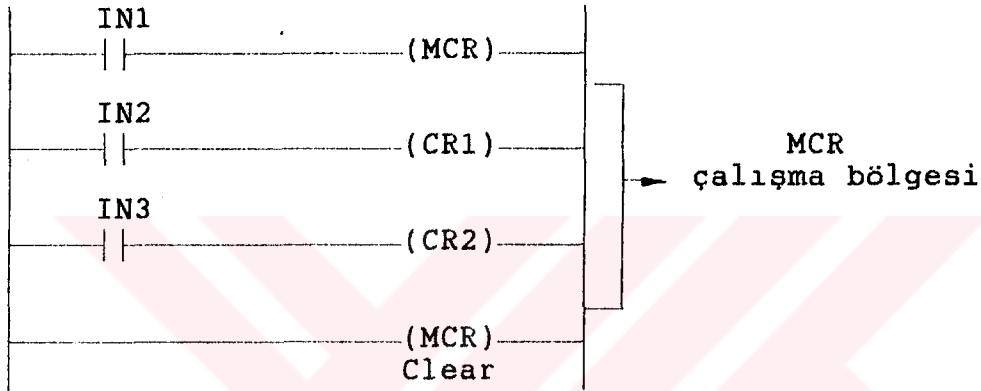 IN1
(MCR)
IN2
(CR1)
MCR
çalışma bölgesi
IN3
(CR2)
(MCR)
Clear